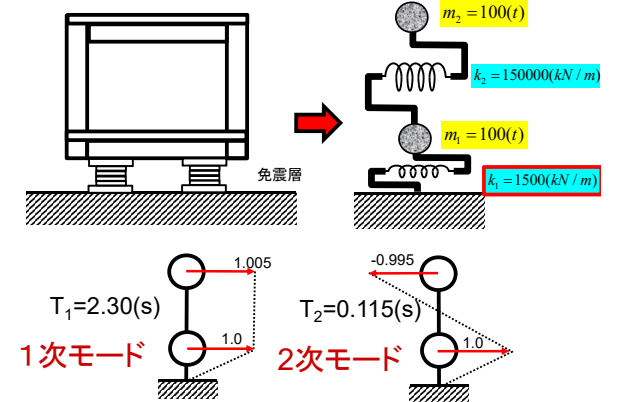 m₂ = 100(t)
k₂ = 150000(kN / m)
m₁ = 100(t)
免震層
k₁ = 1500(kN / m)
1.005
T₁=2.30(s)
1.0
1次モード
-0.995
T₂=0.115(s)
1.0
2次モード